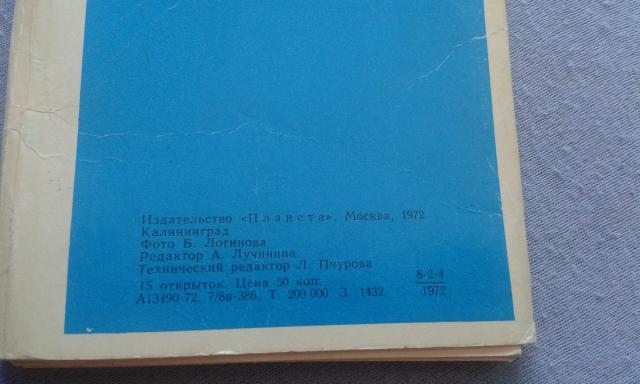 Издательство «Планета». Москва, 1972
Калининград
Фото Б. Логинова
Редактор А. Лучинина
Технический редактор Л. Пчурова
15 открыток. Цена 50 коп.
А13490-72. 7/8в-386. Т. 200 000. З. 1432.
8-2-4
1972